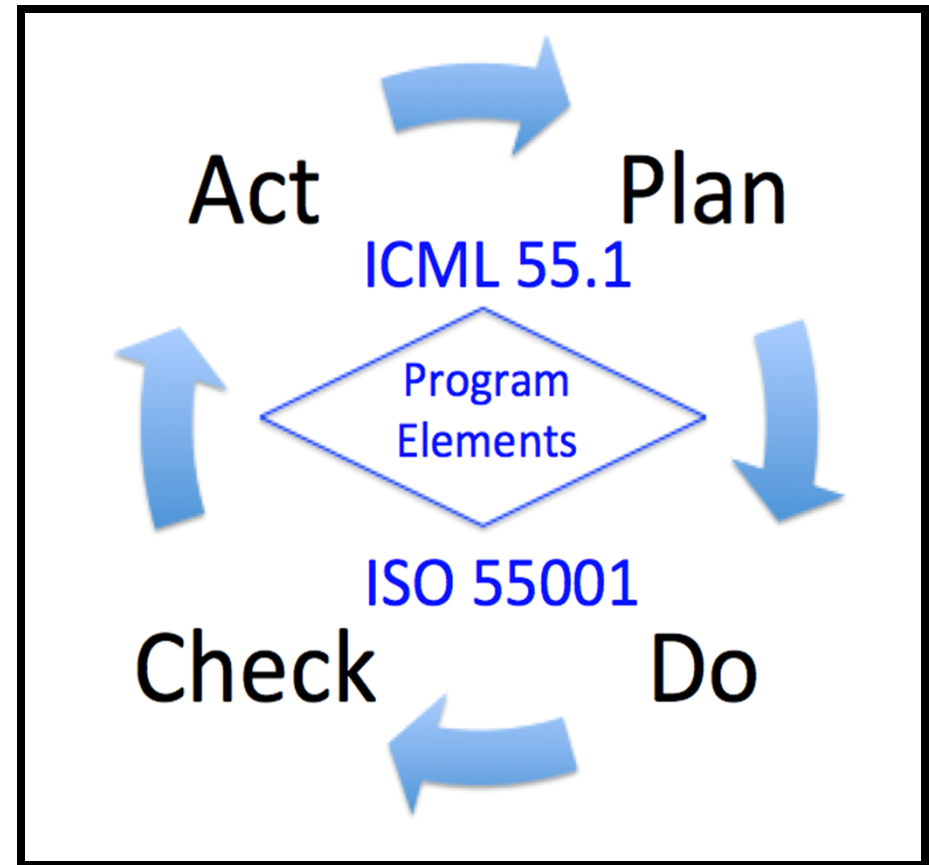 Act
Plan
ICML 55.1
Program
Elements
ISO 55001
Check
Do